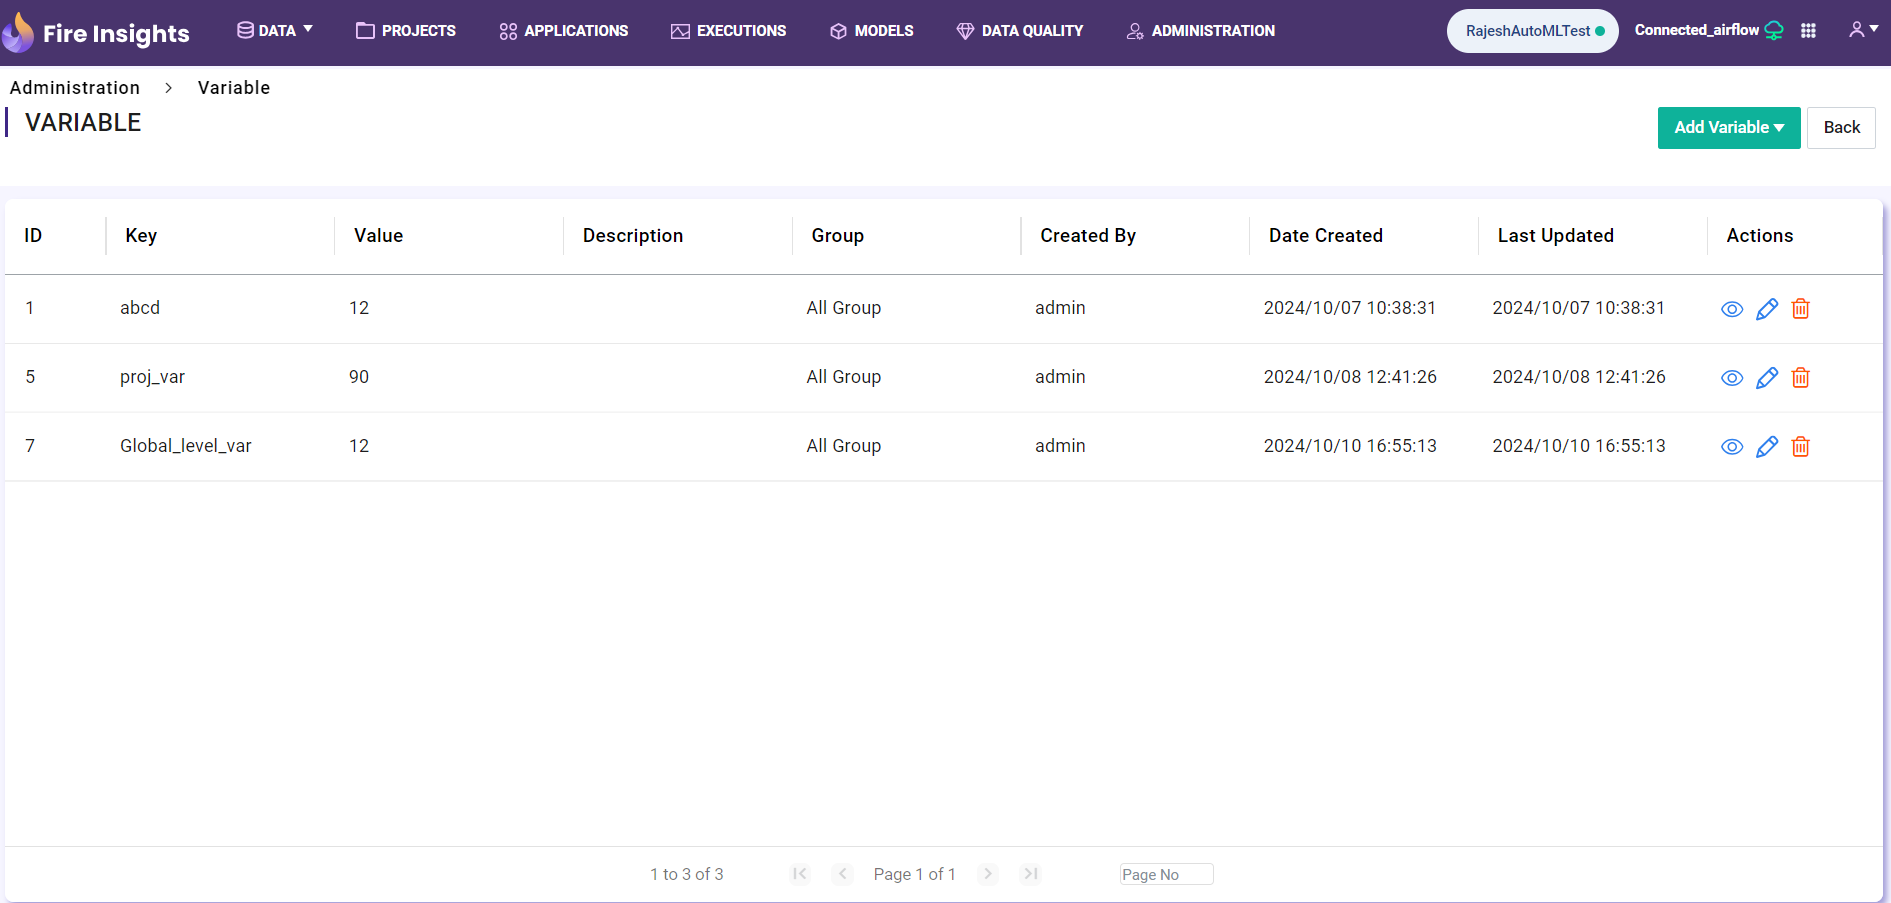 Fire Insights DATA PROJECTS APPLICATIONS EXECUTIONS MODELS DATA QUALITY ADMINISTRATION RajeshAutoMLTest Connected_airflow
Administration > Variable
VARIABLE
Add Variable Back
ID Key Value Description Group Created By Date Created Last Updated Actions
1 abcd 12 All Group admin 2024/10/07 10:38:31 2024/10/07 10:38:31
5 proj_var 90 All Group admin 2024/10/08 12:41:26 2024/10/08 12:41:26
7 Global_level_var 12 All Group admin 2024/10/10 16:55:13 2024/10/10 16:55:13
1 to 3 of 3 Page 1 of 1 Page No